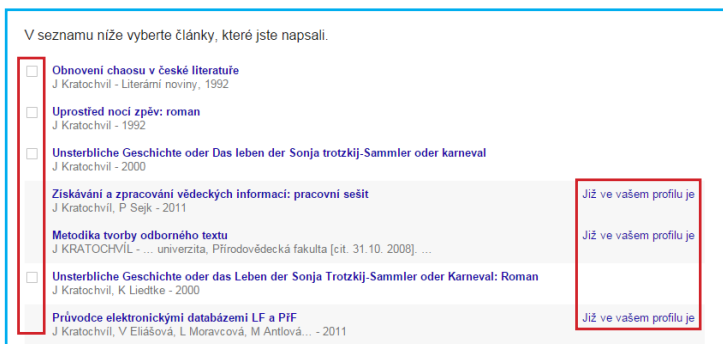 V seznamu níže vyberte články, které jste napsali.
Obnovení chaosu v české literatuře
J Kratochvil - Literární noviny, 1992
Uprostřed nocí zpěv: roman
J Kratochvil - 1992
Unsterbliche Geschichte oder Das leben der Sonja trotzkij-Sammler oder karneval
J Kratochvil - 2000
Získávání a zpracování vědeckých informací: pracovní sešit Již ve vašem profilu je
J Kratochvíl, P Sejk - 2011
Metodika tvorby odborného textu Již ve vašem profilu je
J KRATOCHVÍL - ... univerzita, Přírodovědecká fakulta [cit. 31.10. 2008]. ...
Unsterbliche Geschichte oder das Leben der Sonja Trotzkij-Sammler oder Karneval: Roman
J Kratochvil, K Liedtke - 2000
Průvodce elektronickými databázemi LF a PřF Již ve vašem profilu je
J Kratochvíl, V Eliášová, L Moravcová, M Antlová... - 2011